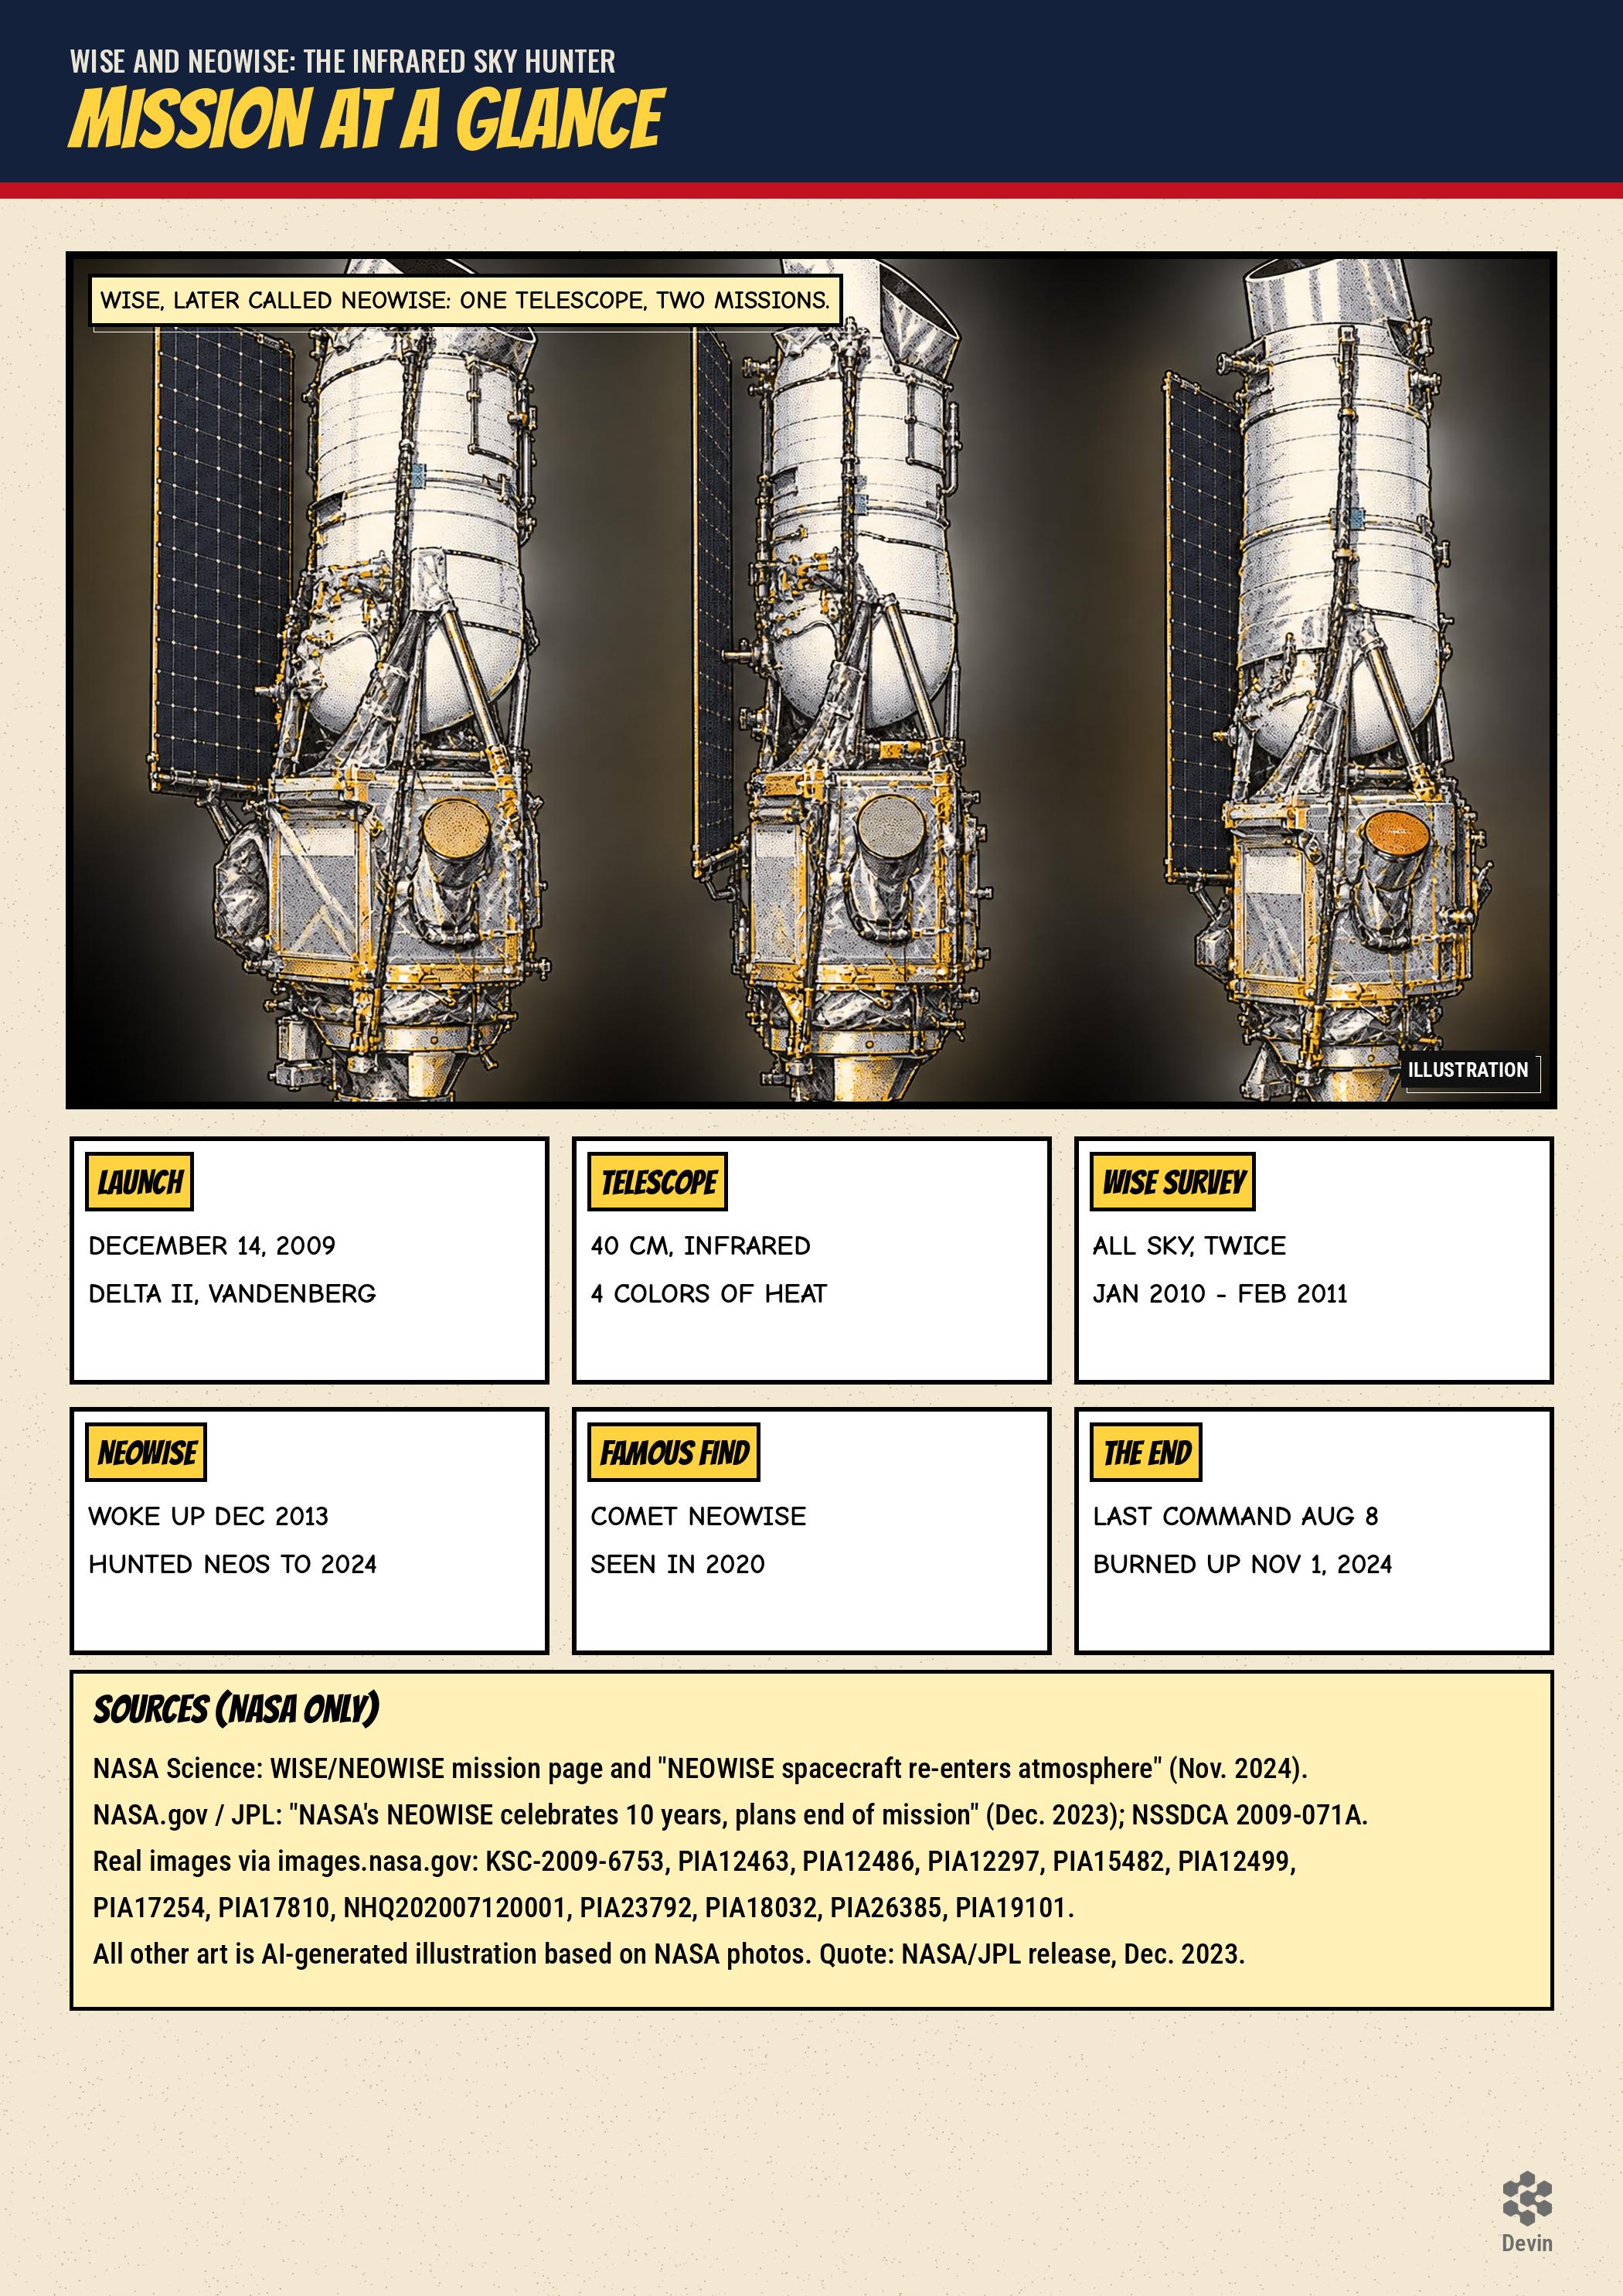 WISE AND NEOWISE: THE INFRARED SKY HUNTER
MISSION AT A GLANCE
WISE, LATER CALLED NEOWISE: ONE TELESCOPE, TWO MISSIONS.
ILLUSTRATION
LAUNCH
DECEMBER 14, 2009
DELTA II, VANDENBERG
TELESCOPE
40 CM, INFRARED
4 COLORS OF HEAT
WISE SURVEY
ALL SKY, TWICE
JAN 2010 - FEB 2011
NEOWISE
WOKE UP DEC 2013
HUNTED NEOS TO 2024
FAMOUS FIND
COMET NEOWISE
SEEN IN 2020
THE END
LAST COMMAND AUG 8
BURNED UP NOV 1, 2024
SOURCES (NASA ONLY)
NASA Science: WISE/NEOWISE mission page and "NEOWISE spacecraft re-enters atmosphere" (Nov. 2024).
NASA.gov / JPL: "NASA's NEOWISE celebrates 10 years, plans end of mission" (Dec. 2023); NSSDCA 2009-071A.
Real images via images.nasa.gov: KSC-2009-6753, PIA12463, PIA12486, PIA12297, PIA15482, PIA12499,
PIA17254, PIA17810, NHQ202007120001, PIA23792, PIA18032, PIA26385, PIA19101.
All other art is AI-generated illustration based on NASA photos. Quote: NASA/JPL release, Dec. 2023.
Devin